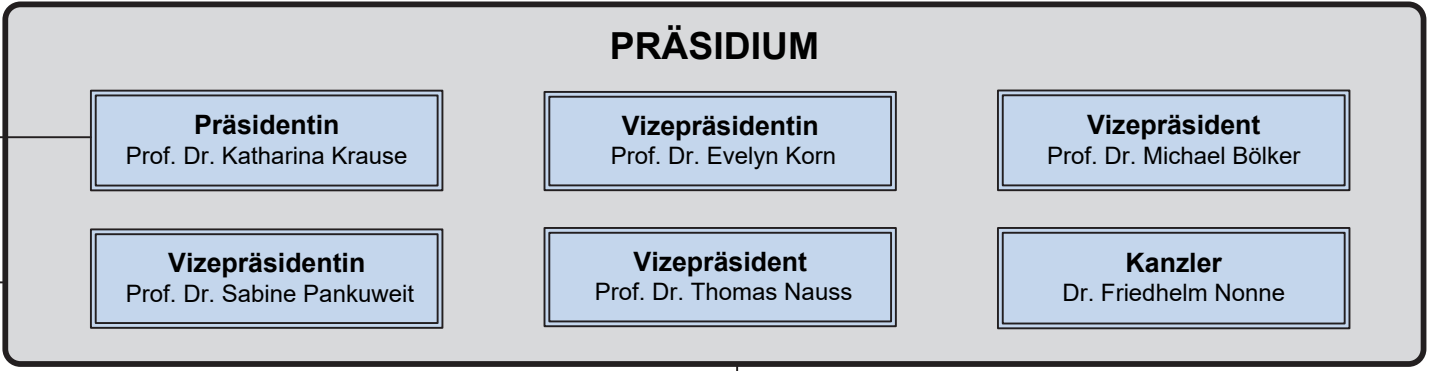 PRÄSIDIUM
Präsidentin
Prof. Dr. Katharina Krause
Vizepräsidentin
Prof. Dr. Evelyn Korn
Vizepräsident
Prof. Dr. Michael Bölker
Vizepräsidentin
Prof. Dr. Sabine Pankuweit
Vizepräsident
Prof. Dr. Thomas Nauss
Kanzler
Dr. Friedhelm Nonne